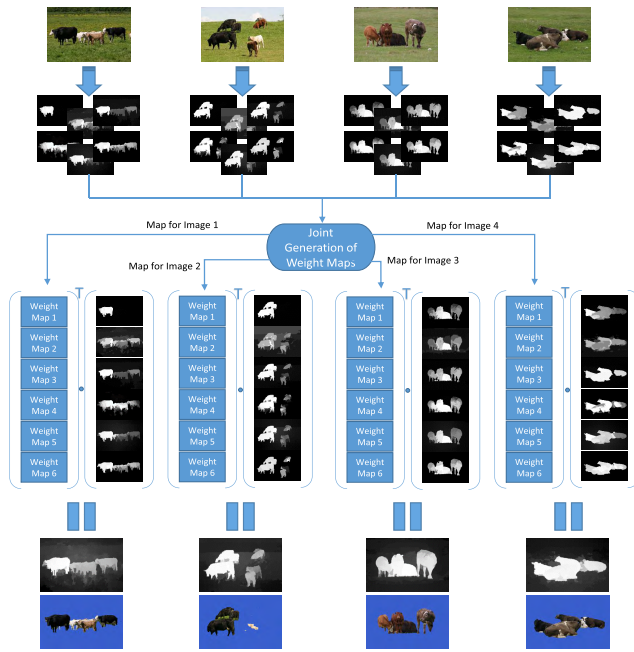 Map for Image 1
Map for Image 4
Joint
Generation of
Weight Maps
Map for Image 2
Map for Image 3
T
T
T
T
Weight
Map 1
Weight
Map 2
Weight
Map 3
Weight
Map 4
Weight
Map 5
Weight
Map 6
Weight
Map 1
Weight
Map 2
Weight
Map 3
Weight
Map 4
Weight
Map 5
Weight
Map 6
Weight
Map 1
Weight
Map 2
Weight
Map 3
Weight
Map 4
Weight
Map 5
Weight
Map 6
Weight
Map 1
Weight
Map 2
Weight
Map 3
Weight
Map 4
Weight
Map 5
Weight
Map 6